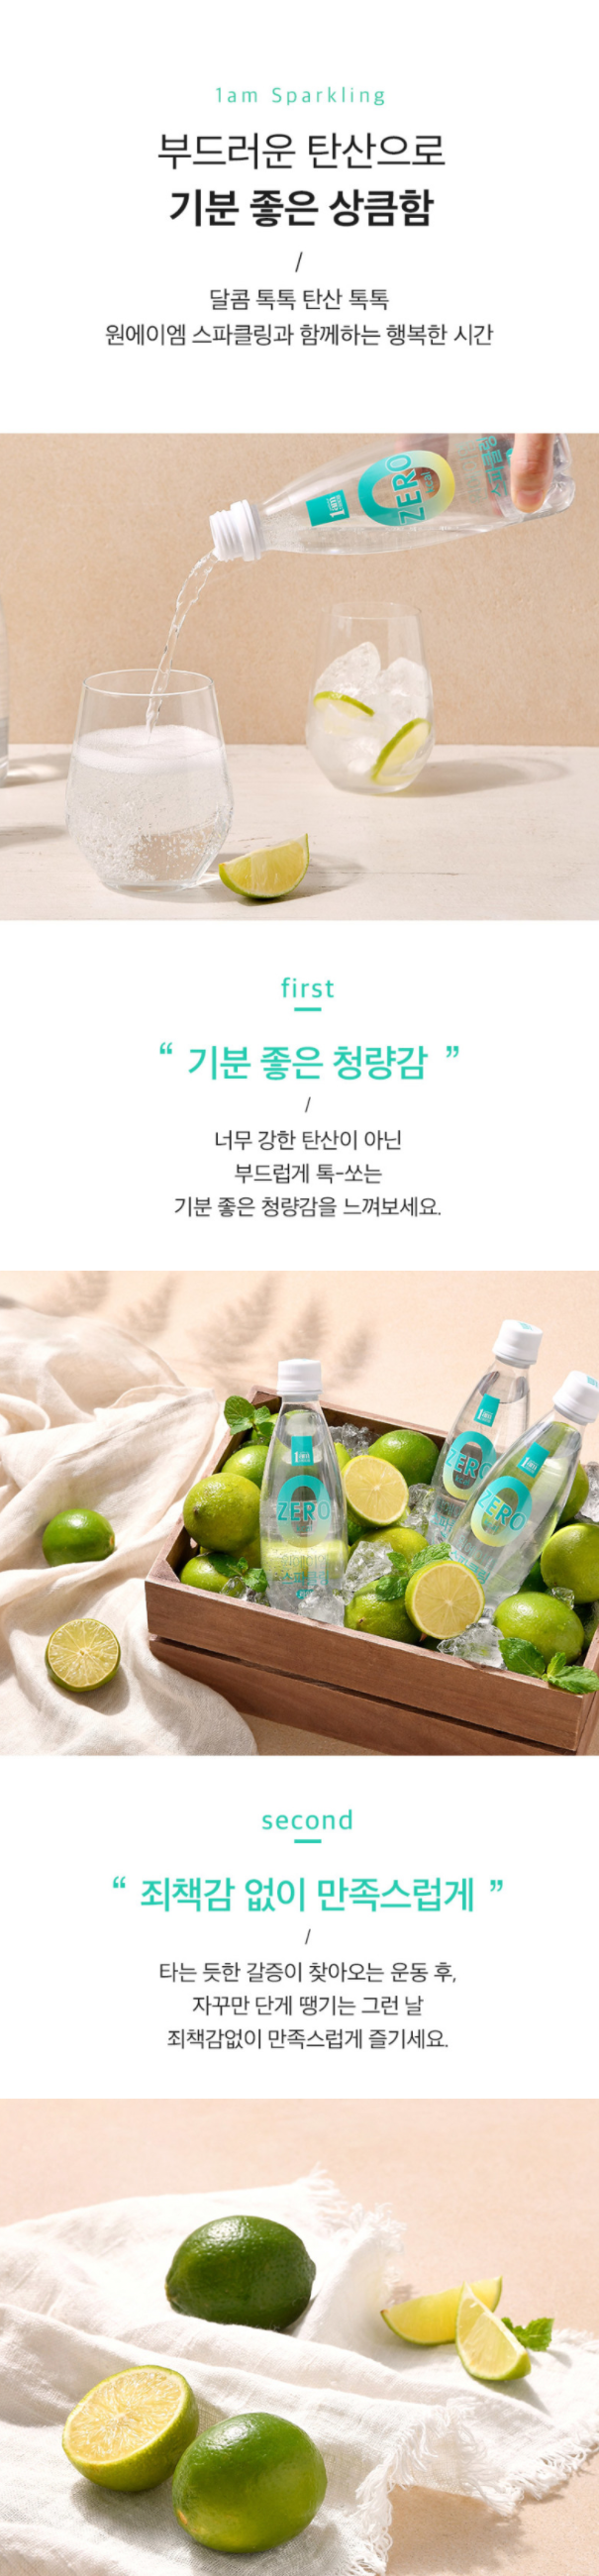 1am Sparkling
부드러운 탄산으로
기분 좋은 상큼함
/
달콤 톡톡 탄산 톡톡
원에이엠 스파클링과 함께하는 행복한 시간
ZERO
first
“ 기분 좋은 청량감 ”
/
너무 강한 탄산이 아닌
부드럽게 톡-쏘는
기분 좋은 청량감을 느껴보세요.
ZERO
ZERO
ZERO
second
“ 죄책감 없이 만족스럽게 ”
/
타는 듯한 갈증이 찾아오는 운동 후,
자꾸만 단게 땡기는 그런 날
죄책감없이 만족스럽게 즐기세요.